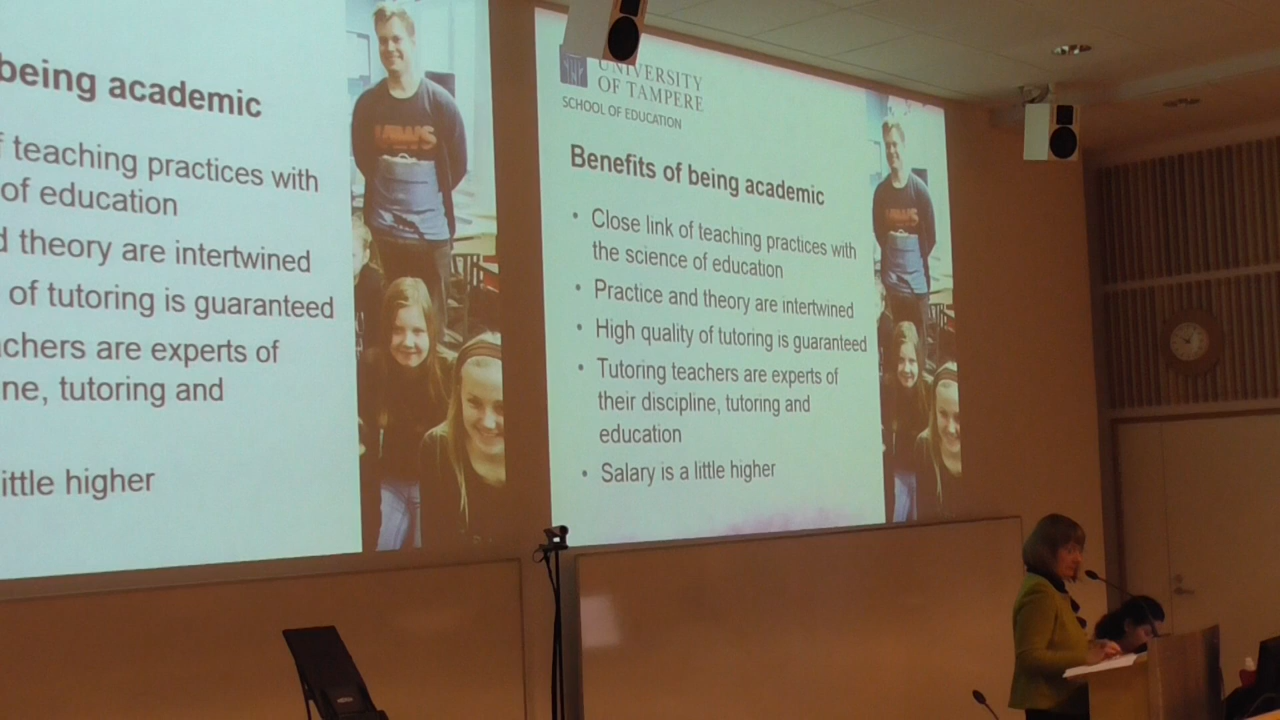 being academic
f teaching practices with
of education
d theory are intertwined
of tutoring is guaranteed
achers are experts of
ne, tutoring and
ittle higher
UNIVERSITY
OF TAMPERE
SCHOOL OF EDUCATION
Benefits of being academic
• Close link of teaching practices with
the science of education
• Practice and theory are intertwined
• High quality of tutoring is guaranteed
• Tutoring teachers are experts of
their discipline, tutoring and
education
• Salary is a little higher